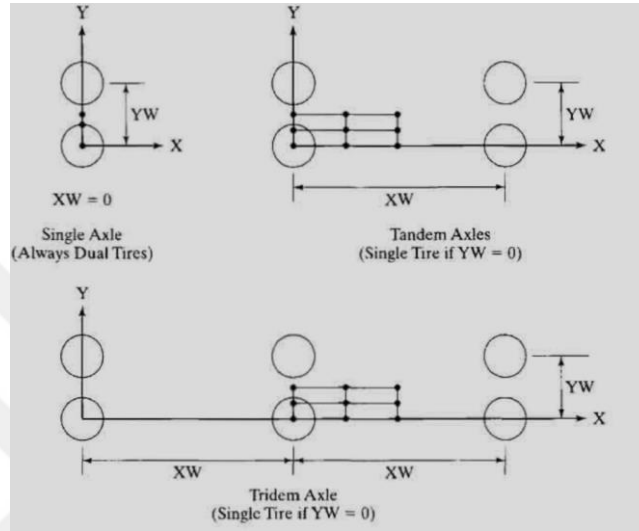 Y
Y
YW
X
YW
X
XW = 0
XW
Single Axle
(Always Dual Tires)
Tandem Axles
(Single Tire if YW = 0)
Y
YW
X
XW
XW
Tridem Axle
(Single Tire if YW = 0)